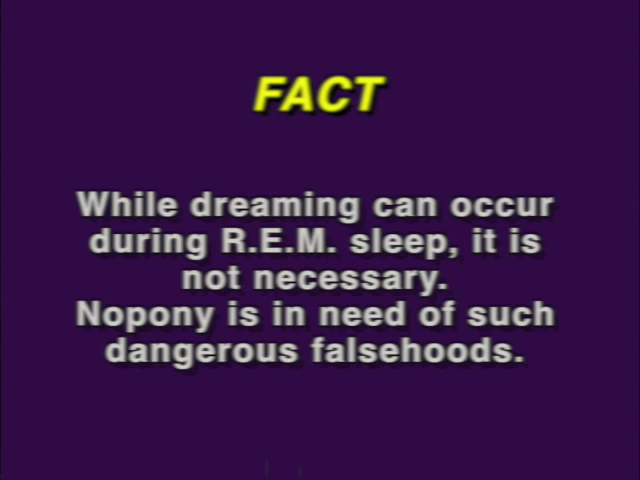 FACT
While dreaming can occur
during R.E.M. sleep, it is
not necessary.
Nopony is in need of such
dangerous falsehoods.